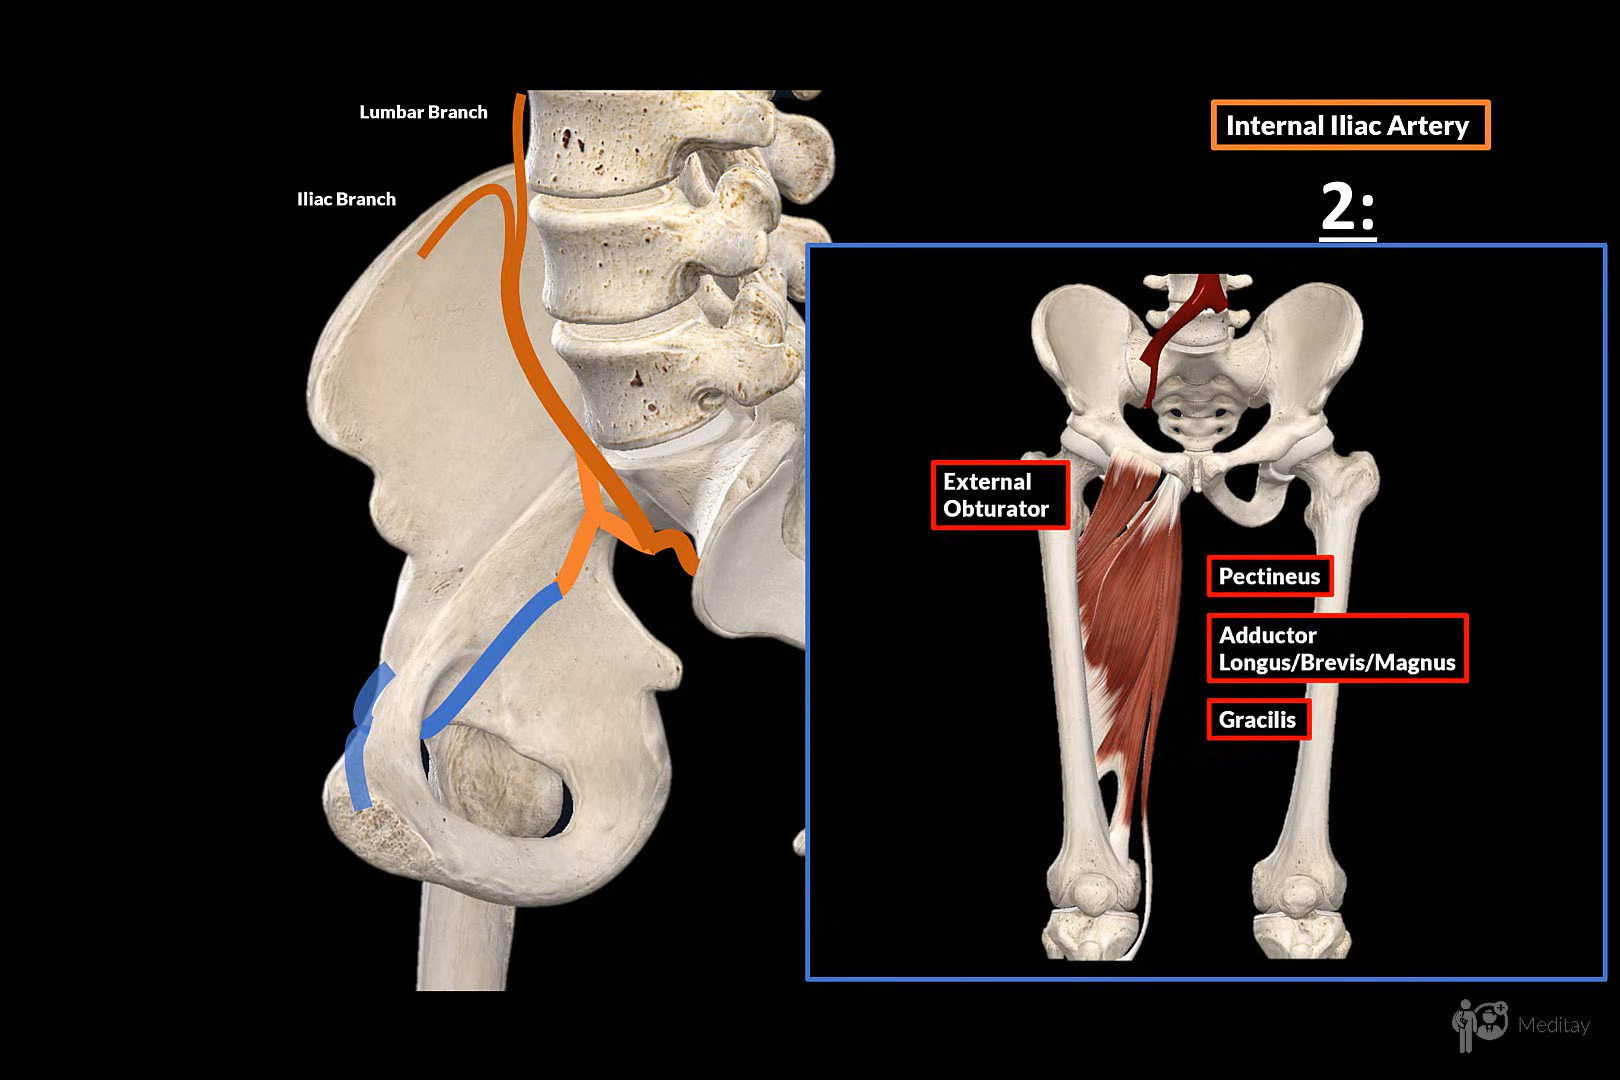 Lumbar Branch
Iliac Branch
Internal Iliac Artery
2:
External
Obturator
Pectineus
Adductor
Longus/Brevis/Magnus
Gracilis
Meditay